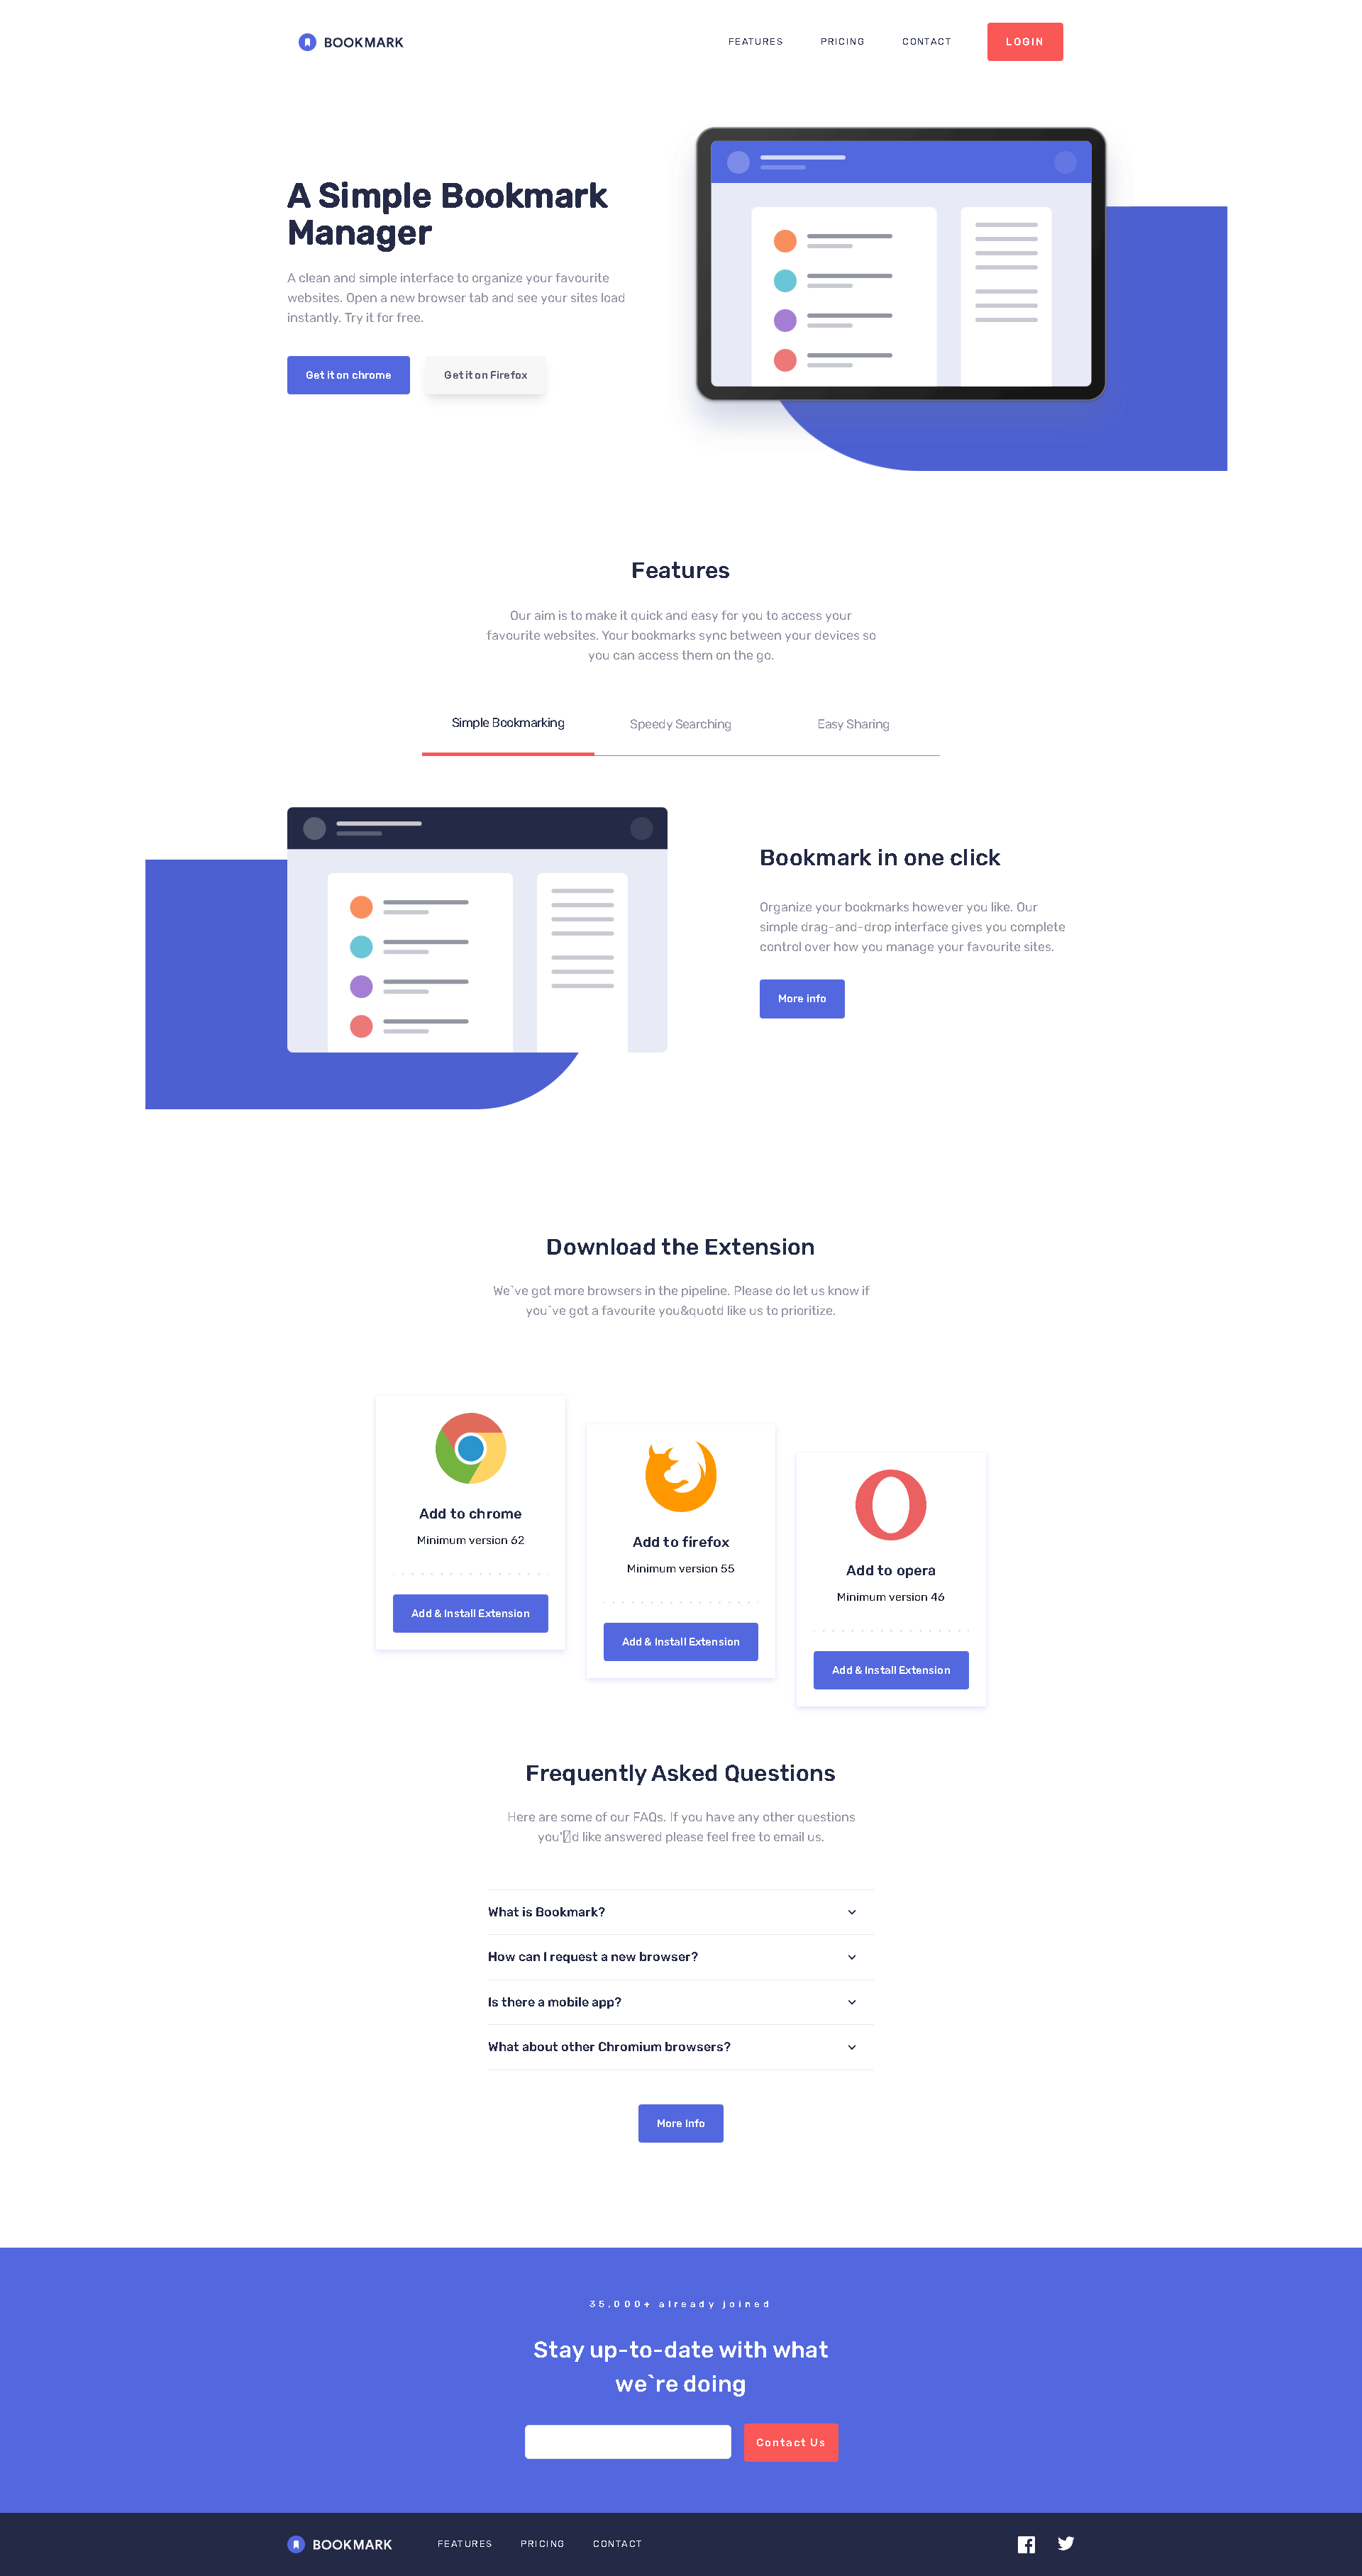 BOOKMARK
FEATURES
PRICING
CONTACT
LOGIN
A Simple Bookmark
Manager
A clean and simple interface to organize your favourite
websites. Open a new browser tab and see your sites load
instantly. Try it for free.
Get it on chrome
Get it on Firefox
Features
Our aim is to make it quick and easy for you to access your
favourite websites. Your bookmarks sync between your devices so
you can access them on the go.
Simple Bookmarking
Speedy Searching
Easy Sharing
Bookmark in one click
Organize your bookmarks however you like. Our
simple drag-and-drop interface gives you complete
control over how you manage your favourite sites.
More info
Download the Extension
We`ve got more browsers in the pipeline. Please do let us know if
you`ve got a favourite you&quotd like us to prioritize.
Add to chrome
Minimum version 62
Add & Install Extension
Add to firefox
Minimum version 55
Add & Install Extension
Add to opera
Minimum version 46
Add & Install Extension
Frequently Asked Questions
Here are some of our FAQs. If you have any other questions
you'd like answered please feel free to email us.
What is Bookmark?
How can I request a new browser?
Is there a mobile app?
What about other Chromium browsers?
More Info
35,000+ already joined
Stay up-to-date with what
we`re doing
Contact Us
BOOKMARK
FEATURES
PRICING
CONTACT